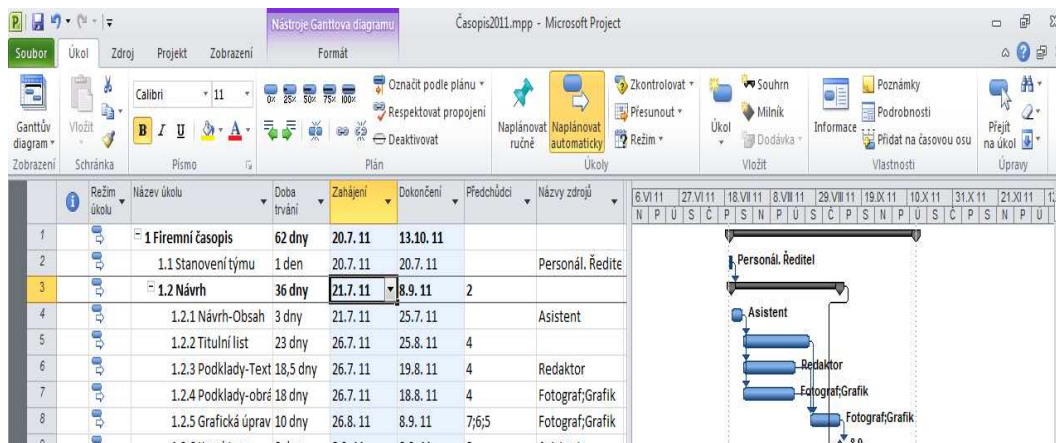 Nástroje Ganttova diagramu Časopis2011.mpp - Microsoft Project
Soubor Úkol Zdroj Projekt Zobrazení Formát
Ganttův diagram
Zobrazení
Vložit
Schránka
Calibri 11
B I U A
Písmo
0% 25% 50% 75% 100%
Označit podle plánu
Respektovat propojení
Deaktivovat
Plán
Naplánovat ručně
Naplánovat automaticky
Zkontrolovat
Přesunout
Režim
Úkoly
Úkol
Souhrn
Milník
Dodávka
Vložit
Informace
Poznámky
Podrobnosti
Přidat na časovou osu
Vlastnosti
Přejít na úkol
Úpravy
Režim úkolu Název úkolu Doba trvání Zahájení Dokončení Předchůdci Názvy zdrojů
6.VI 11 27.VI 11 18.VII 11 8.VIII 11 29.VIII 11 19.IX 11 10.X 11 31.X 11 21.XI 11
N P Ú S Č P S N P Ú S Č P S N P Ú S Č P S N P Ú
1 1 Firemní časopis 62 dny 20.7. 11 13.10. 11
2 1.1 Stanovení týmu 1 den 20.7. 11 20.7. 11 Personál. Ředite
Personál. Ředitel
3 1.2 Návrh 36 dny 21.7. 11 8.9. 11 2
4 1.2.1 Návrh-Obsah 3 dny 21.7. 11 25.7. 11 Asistent
Asistent
5 1.2.2 Titulní list 23 dny 26.7. 11 25.8. 11 4
6 1.2.3 Podklady-Text 18,5 dny 26.7. 11 19.8. 11 4 Redaktor
Redaktor
7 1.2.4 Podklady-obrá 18 dny 26.7. 11 18.8. 11 4 Fotograf;Grafik
Fotograf;Grafik
8 1.2.5 Grafická úprav 10 dny 26.8. 11 8.9. 11 7;6;5 Fotograf;Grafik
Fotograf;Grafik